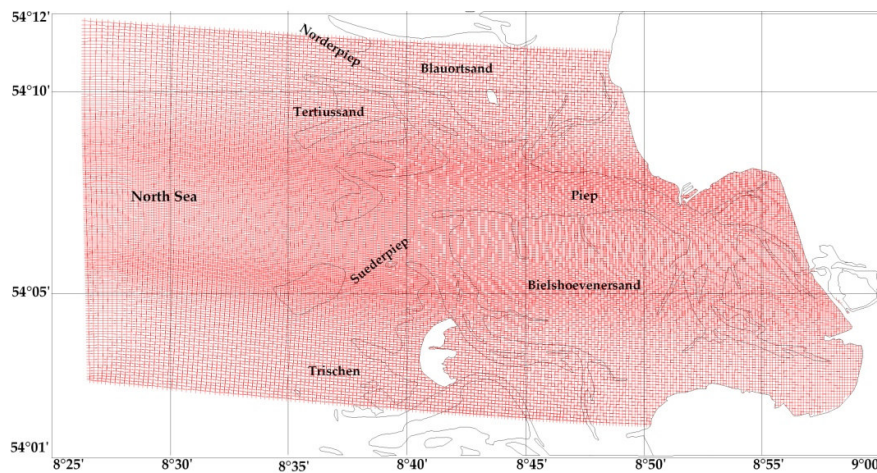 54°12'
Norderpiep
Blauortsand
54°10'
Tertiussand
North Sea
Piep
Suederpiep
Bielshoevenersand
54°05'
Trischen
54°01'
8°25' 8°30' 8°35' 8°40' 8°45' 8°50' 8°55' 9°00